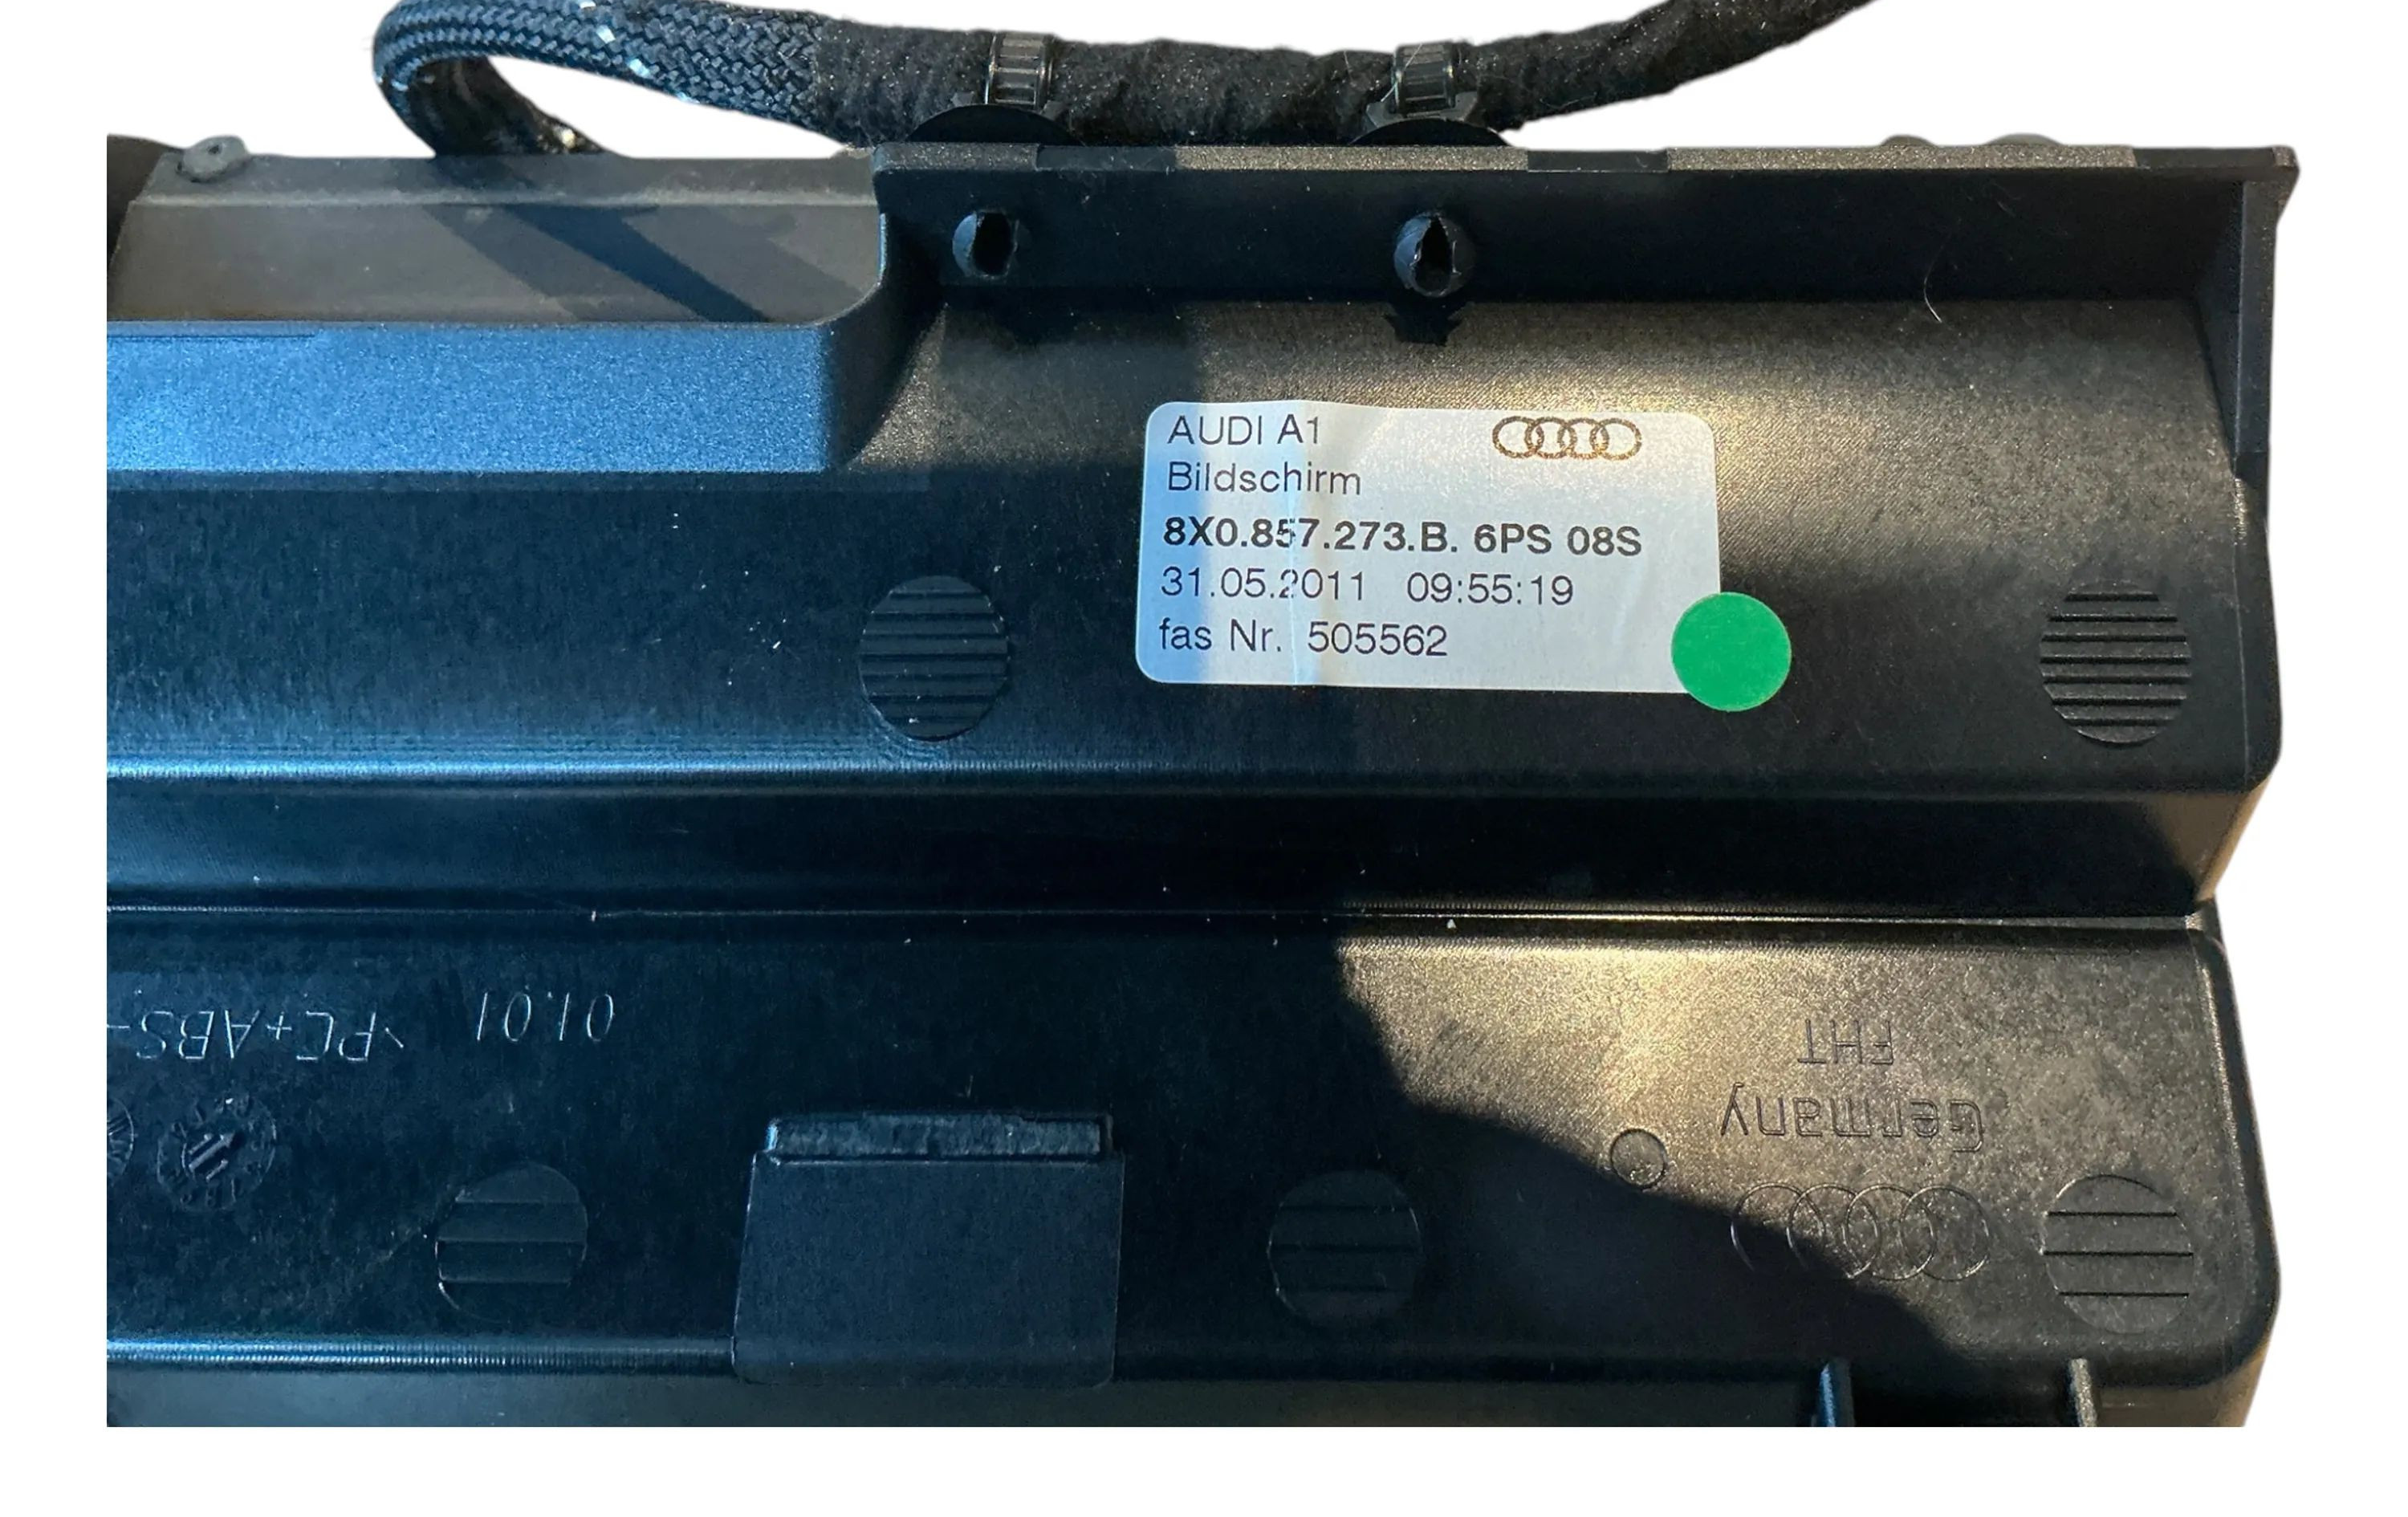 AUDI A1
Bildschirm
8X0.857.273.B. 6PS 08S
31.05.2011 09:55:19
fas Nr. 505562
01.01
>PC+ABS
FHT
Germany